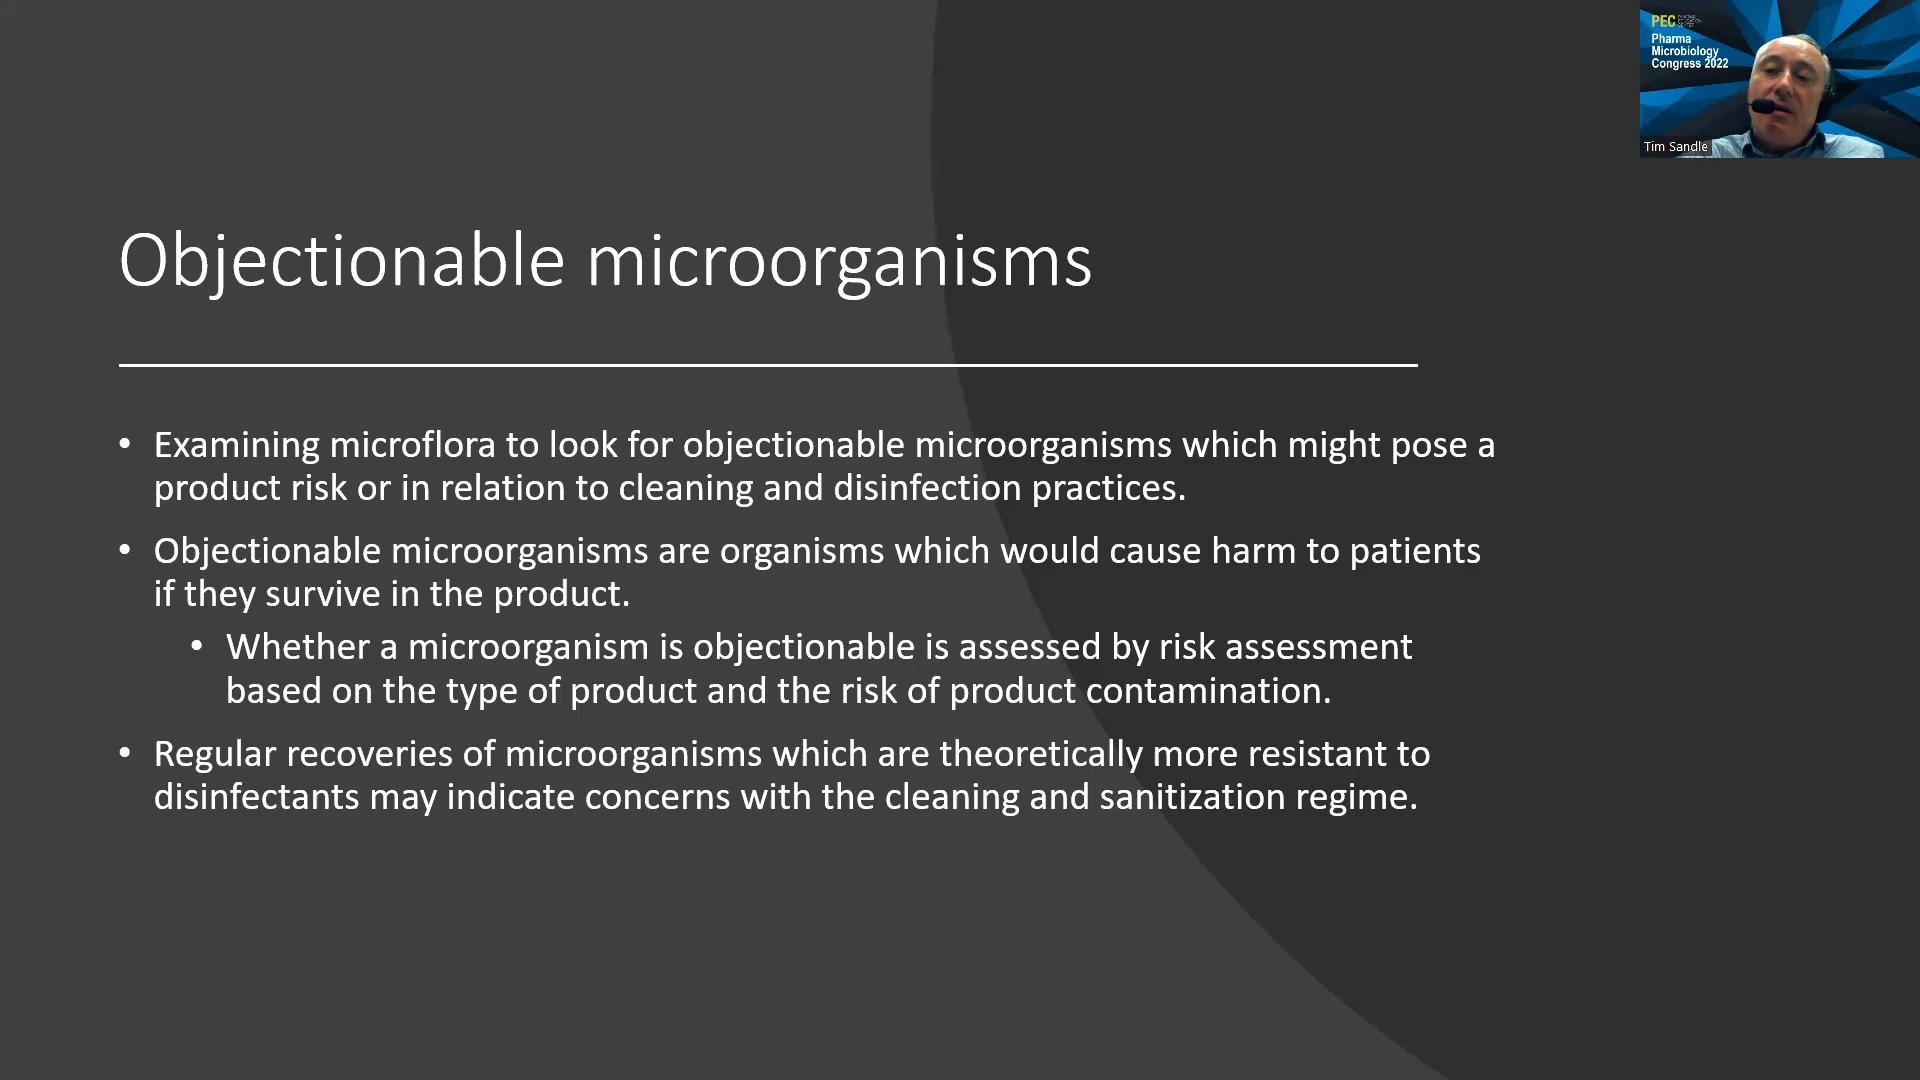 PEC
Pharma
Microbiology
Congress 2022
Tim Sandle
Objectionable microorganisms
• Examining microflora to look for objectionable microorganisms which might pose a
product risk or in relation to cleaning and disinfection practices.
• Objectionable microorganisms are organisms which would cause harm to patients
if they survive in the product.
• Whether a microorganism is objectionable is assessed by risk assessment
based on the type of product and the risk of product contamination.
• Regular recoveries of microorganisms which are theoretically more resistant to
disinfectants may indicate concerns with the cleaning and sanitization regime.